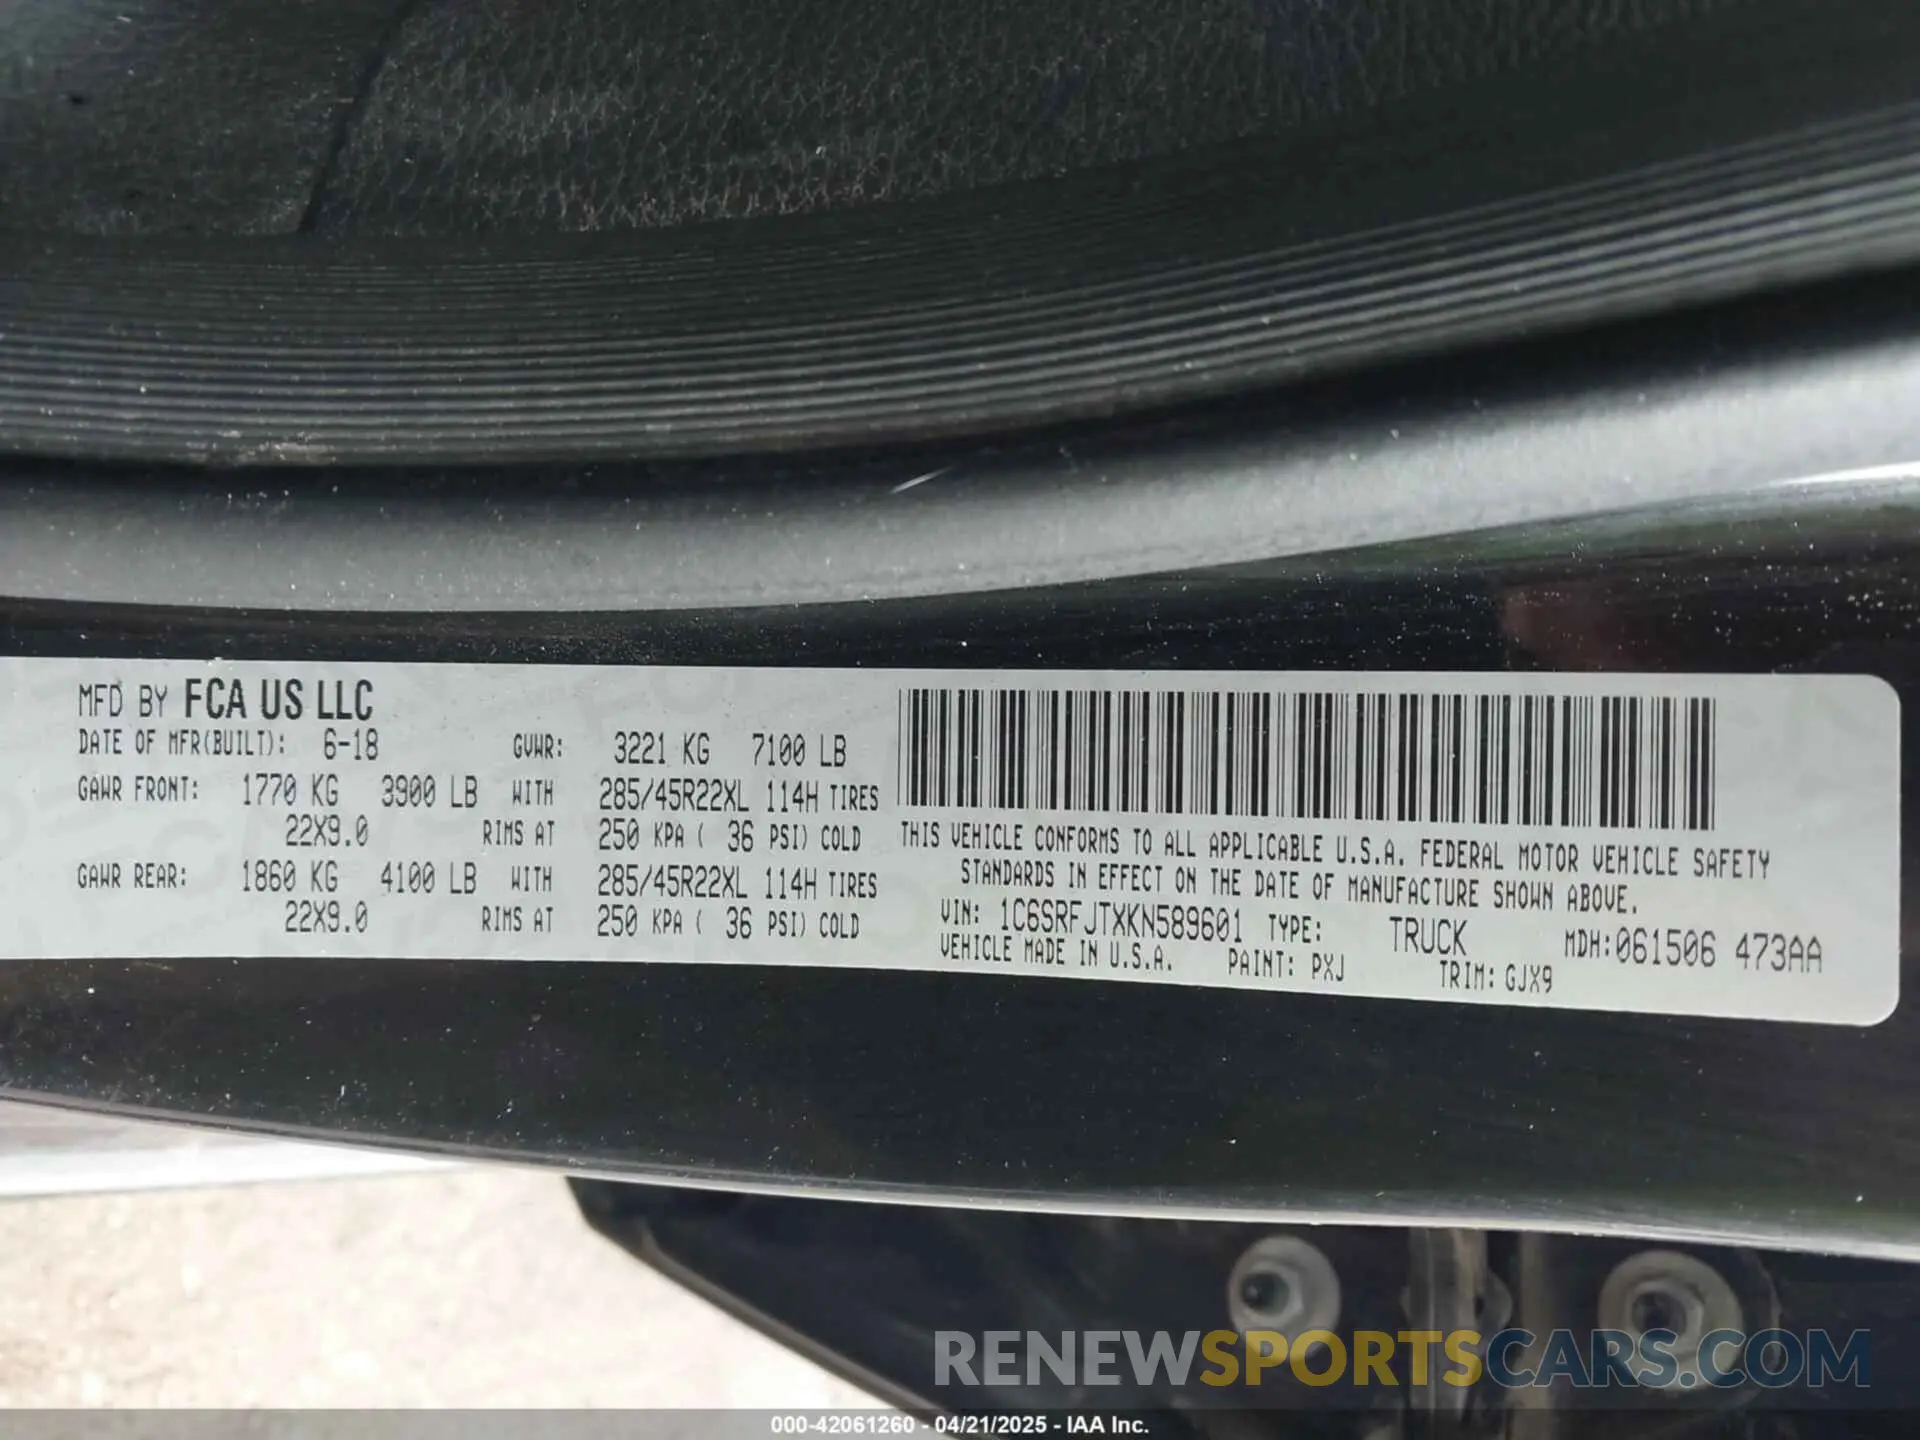 MFD BY FCA US LLC
DATE OF MFR(BUILT): 6-18 GVWR: 3221 KG 7100 LB
GAWR FRONT: 1770 KG 3900 LB WITH 285/45R22XL 114H TIRES
22X9.0 RIMS AT 250 KPA ( 36 PSI) COLD
GAWR REAR: 1860 KG 4100 LB WITH 285/45R22XL 114H TIRES
22X9.0 RIMS AT 250 KPA ( 36 PSI) COLD
THIS VEHICLE CONFORMS TO ALL APPLICABLE U.S.A. FEDERAL MOTOR VEHICLE SAFETY
STANDARDS IN EFFECT ON THE DATE OF MANUFACTURE SHOWN ABOVE.
VIN: 1C6SRFJTXKN589601 TYPE: TRUCK MDH:061506 473AA
VEHICLE MADE IN U.S.A. PAINT: PXJ TRIM: GJX9
RENEWSPORTSCARS.COM
000-42061260 - 04/21/2025 - IAA Inc.